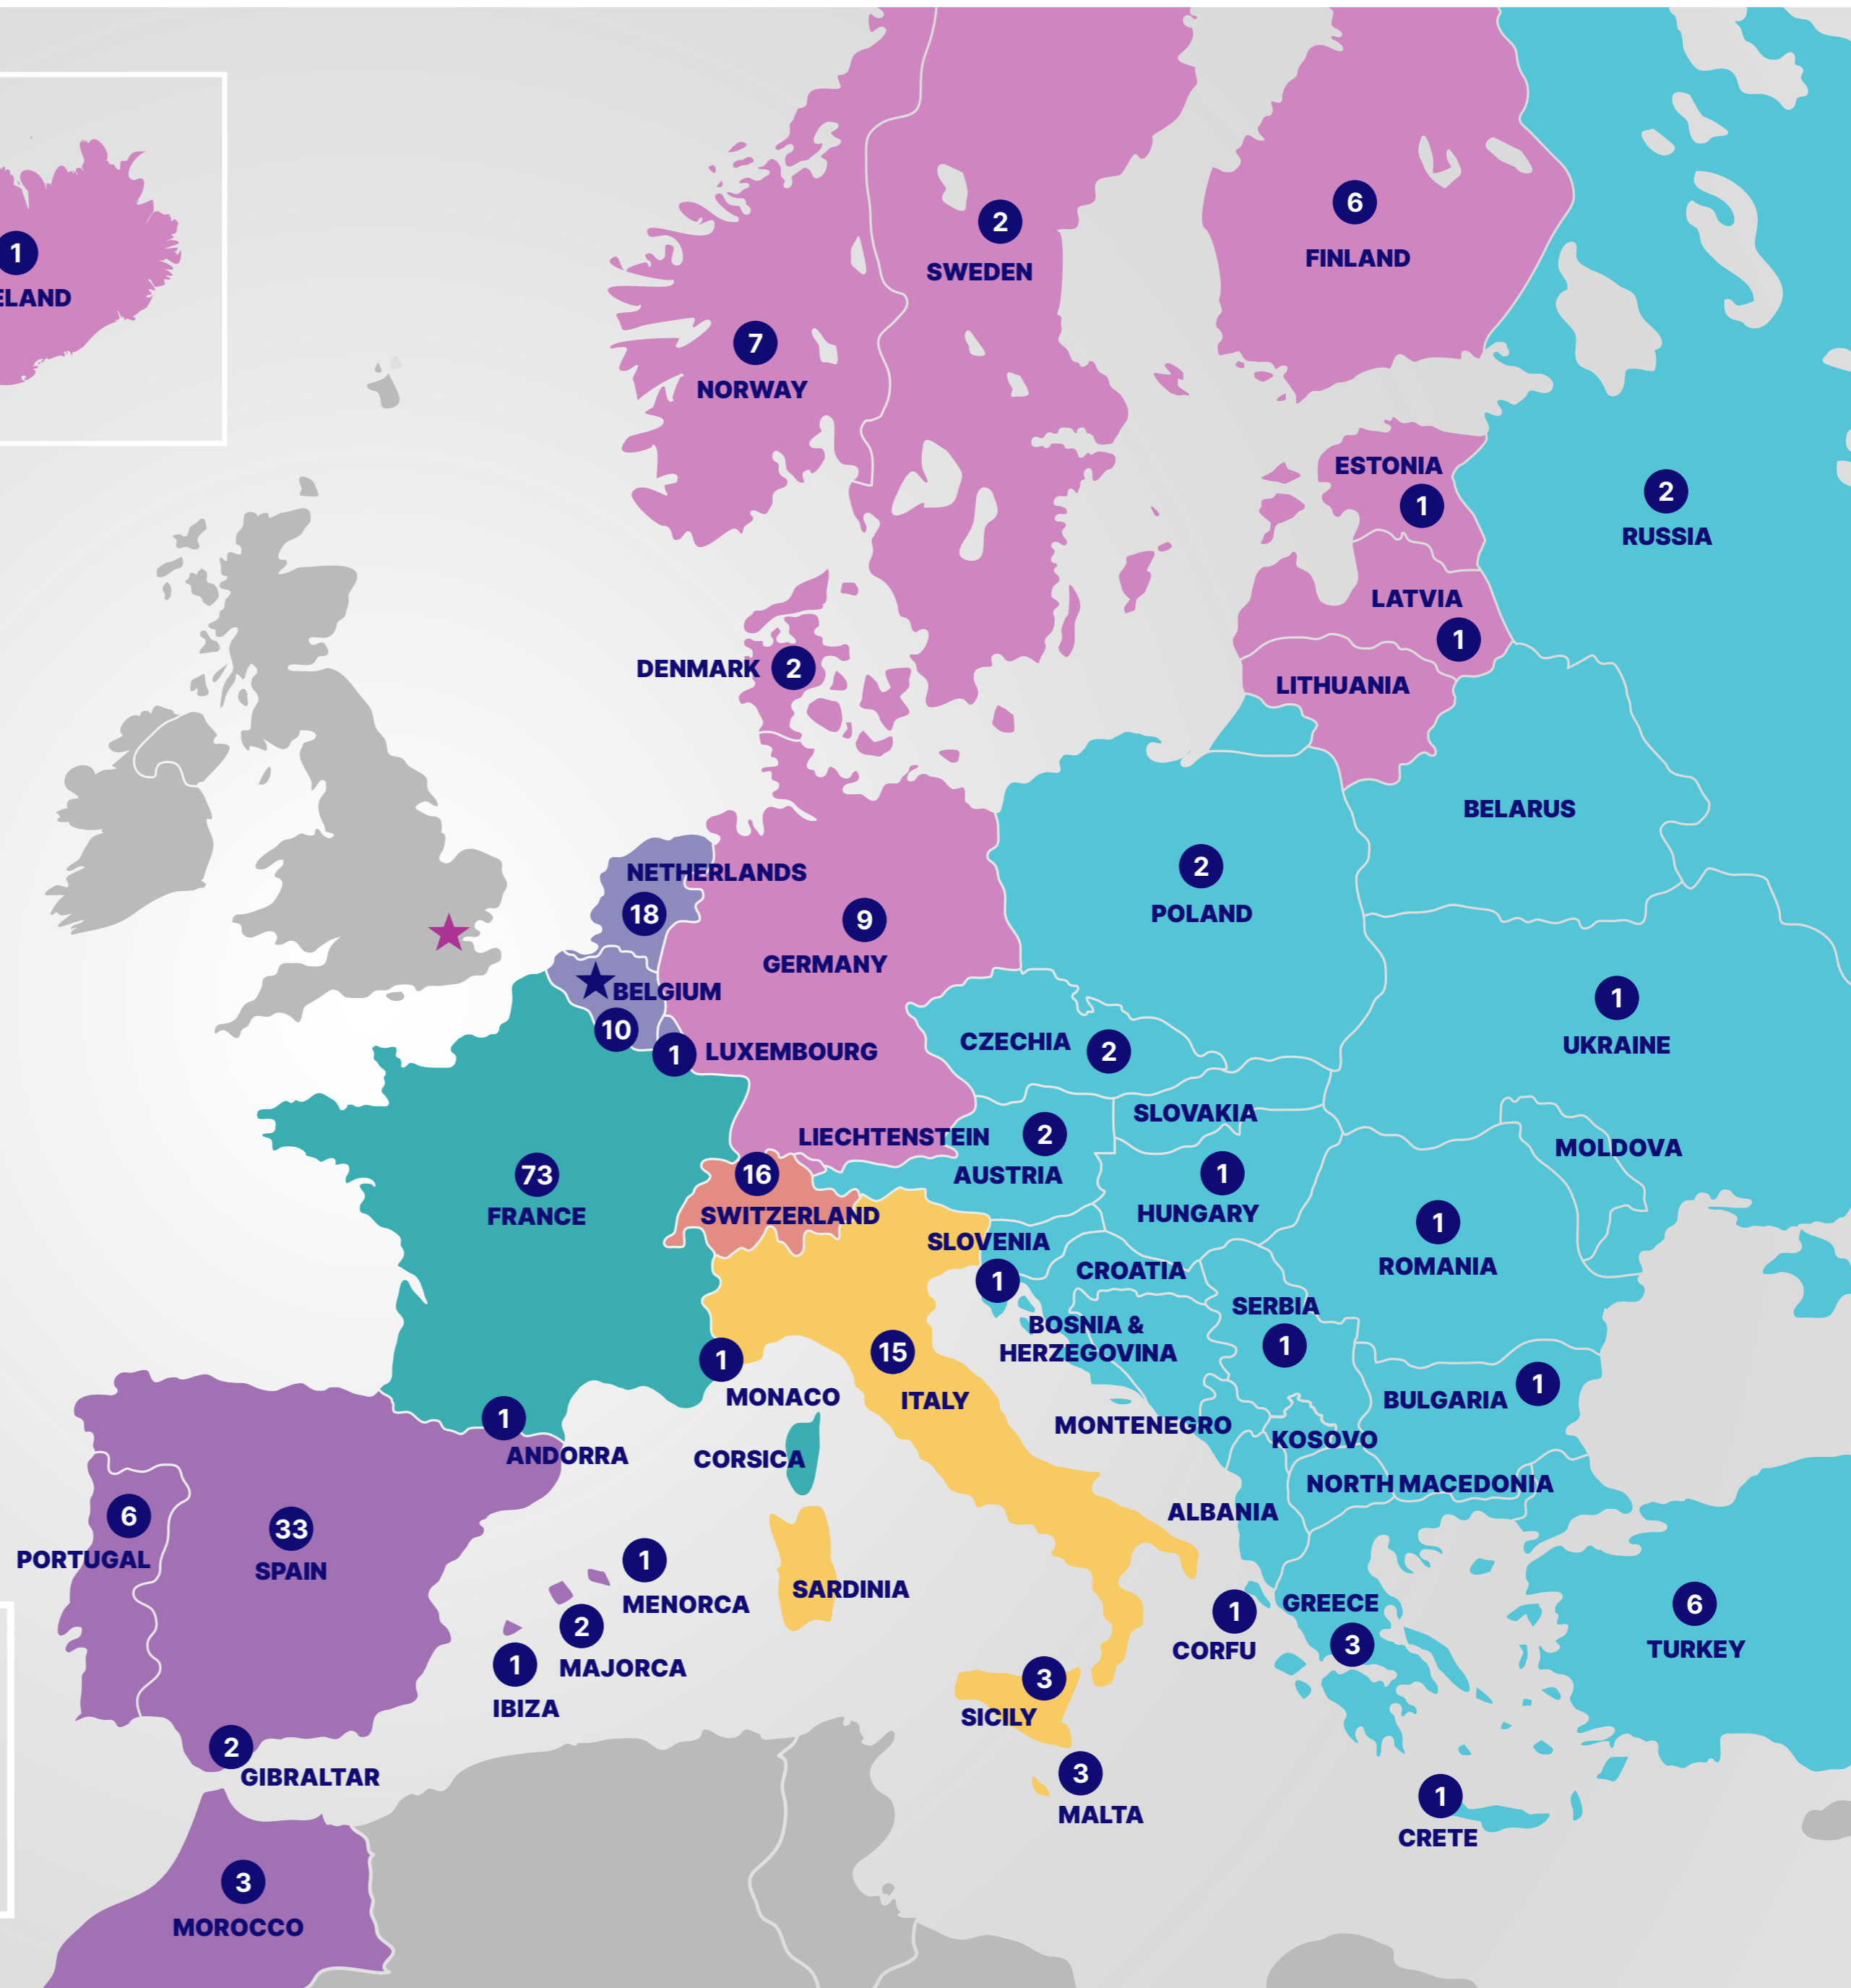 1
ELAND
2
SWEDEN
6
FINLAND
7
NORWAY
ESTONIA
1
2
RUSSIA
LATVIA
1
DENMARK 2
LITHUANIA
BELARUS
NETHERLANDS
18
2
POLAND
9
GERMANY
BELGIUM
10
1
UKRAINE
1 LUXEMBOURG
CZECHIA 2
SLOVAKIA
LIECHTENSTEIN
2
AUSTRIA
MOLDOVA
73
FRANCE
16
SWITZERLAND
1
HUNGARY
1
ROMANIA
SLOVENIA
1
CROATIA
SERBIA
1
BOSNIA &
HERZEGOVINA
1
MONACO
15
ITALY
BULGARIA 1
1
ANDORRA
CORSICA
MONTENEGRO
KOSOVO
NORTH MACEDONIA
ALBANIA
6
PORTUGAL
33
SPAIN
1
MENORCA
2
MAJORCA
1
IBIZA
SARDINIA
1
CORFU
GREECE
3
6
TURKEY
3
SICILY
2
GIBRALTAR
3
MALTA
1
CRETE
3
MOROCCO